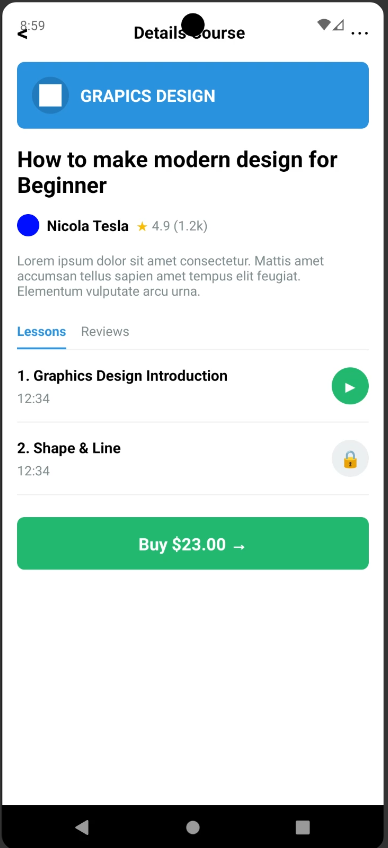 8:59
< Details Course ...
GRAPICS DESIGN
How to make modern design for
Beginner
Nicola Tesla ★ 4.9 (1.2k)
Lorem ipsum dolor sit amet consectetur. Mattis amet
accumsan tellus sapien amet tempus elit feugiat.
Elementum vulputate arcu urna.
Lessons Reviews
1. Graphics Design Introduction
12:34
2. Shape & Line
12:34
Buy $23.00 →